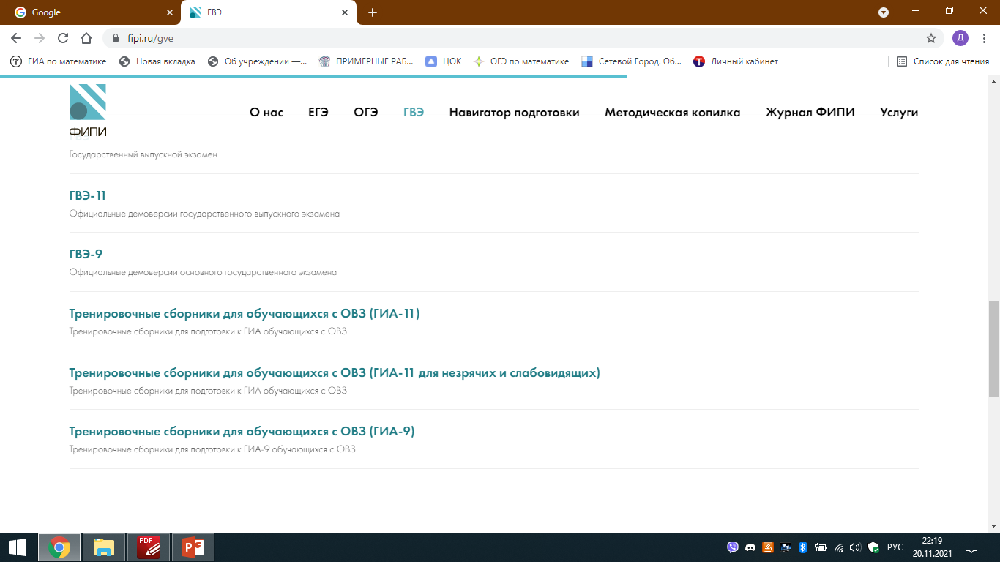 Google
ГВЭ
fipi.ru/gve
Д
ГИА по математике
Новая вкладка
Об учреждении —...
ПРИМЕРНЫЕ РАБ...
ЦОК
ОГЭ по математике
Сетевой Город. Об...
Личный кабинет
Список для чтения
ФИПИ
О нас
ЕГЭ
ОГЭ
ГВЭ
Навигатор подготовки
Методическая копилка
Журнал ФИПИ
Услуги
Государственный выпускной экзамен
ГВЭ-11
Официальные демоверсии государственного выпускного экзамена
ГВЭ-9
Официальные демоверсии основного государственного экзамена
Тренировочные сборники для обучающихся с ОВЗ (ГИА-11)
Тренировочные сборники для подготовки к ГИА обучающихся с ОВЗ
Тренировочные сборники для обучающихся с ОВЗ (ГИА-11 для незрячих и слабовидящих)
Тренировочные сборники для подготовки к ГИА обучающихся с ОВЗ
Тренировочные сборники для обучающихся с ОВЗ (ГИА-9)
Тренировочные сборники для подготовки к ГИА-9 обучающихся с ОВЗ
PDF
P
РУС
22:19
20.11.2021